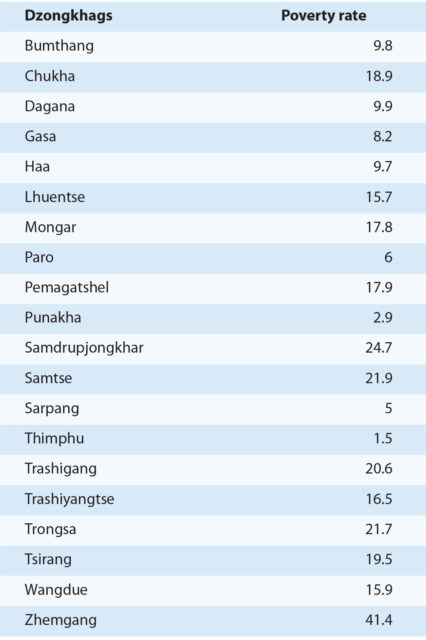 Dzongkhags Poverty rate
Bumthang 9.8
Chukha 18.9
Dagana 9.9
Gasa 8.2
Haa 9.7
Lhuentse 15.7
Mongar 17.8
Paro 6
Pemagatshel 17.9
Punakha 2.9
Samdrupjongkhar 24.7
Samtse 21.9
Sarpang 5
Thimphu 1.5
Trashigang 20.6
Trashiyangtse 16.5
Trongsa 21.7
Tsirang 19.5
Wangdue 15.9
Zhemgang 41.4